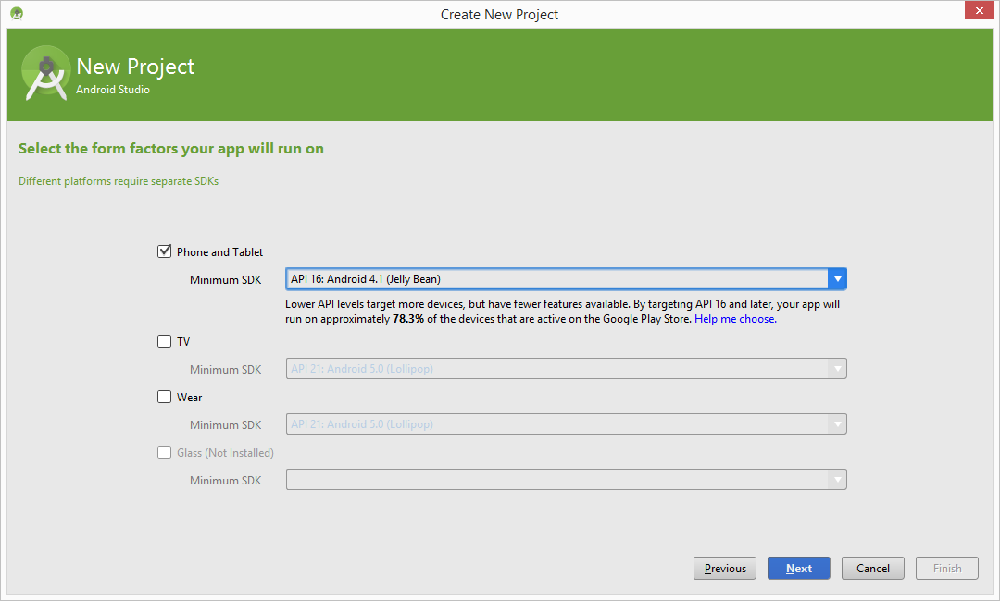 Create New Project
New Project
Android Studio
Select the form factors your app will run on
Different platforms require separate SDKs
Phone and Tablet
Minimum SDK
API 16: Android 4.1 (Jelly Bean)
Lower API levels target more devices, but have fewer features available. By targeting API 16 and later, your app will
run on approximately 78.3% of the devices that are active on the Google Play Store. Help me choose.
TV
Minimum SDK
API 21: Android 5.0 (Lollipop)
Wear
Minimum SDK
API 21: Android 5.0 (Lollipop)
Glass (Not Installed)
Minimum SDK
Previous
Next
Cancel
Finish